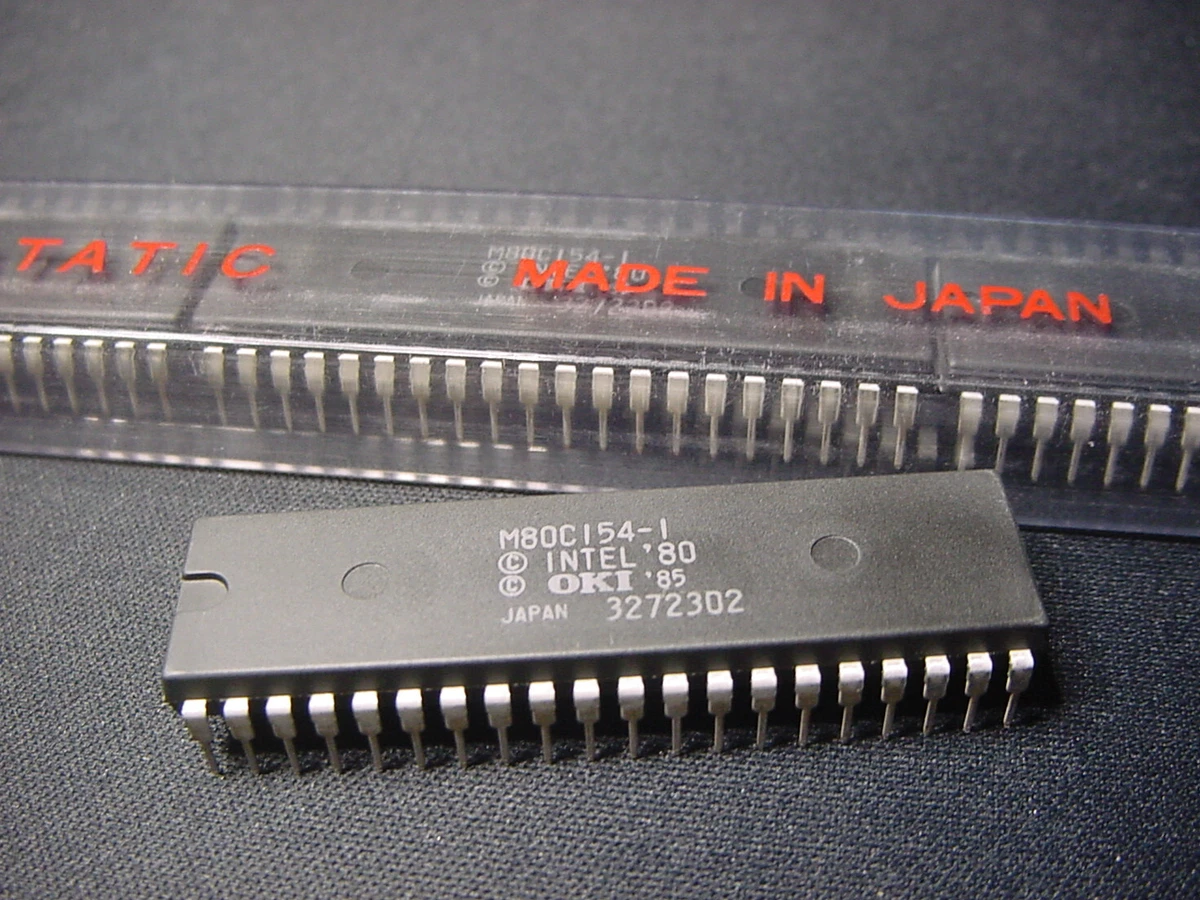 TATIC MADE IN JAPAN
M80C154-1
M80C154-1
© INTEL '80
© OKI '85
JAPAN 3272302